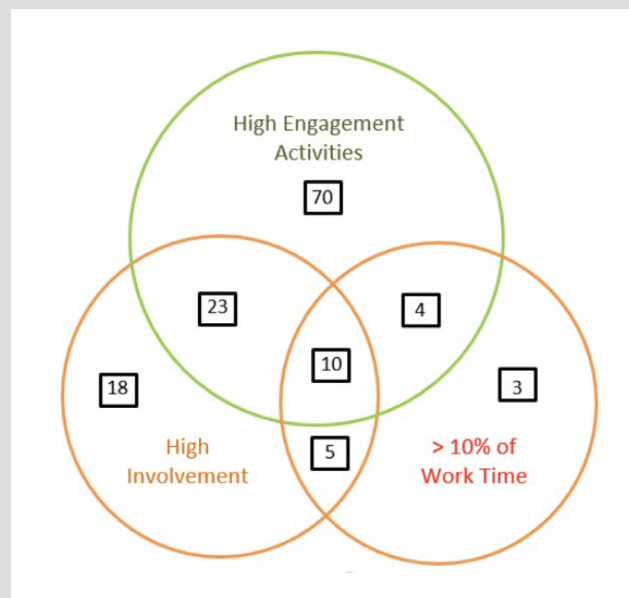 High Engagement
Activities
70
23
4
10
18
3
High
Involvement
5
> 10% of
Work Time